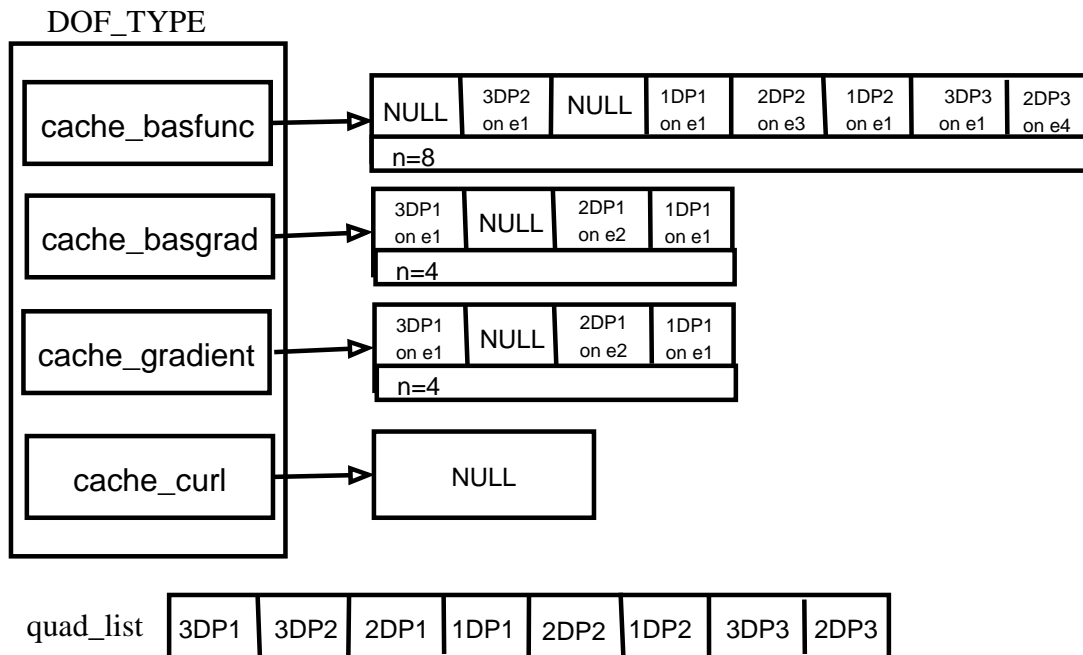 DOF_TYPE
cache_basfunc
NULL
3DP2
on e1
NULL
1DP1
on e1
2DP2
on e3
1DP2
on e1
3DP3
on e1
2DP3
on e4
n=8
cache_basgrad
3DP1
on e1
NULL
2DP1
on e2
1DP1
on e1
n=4
cache_gradient
3DP1
on e1
NULL
2DP1
on e2
1DP1
on e1
n=4
cache_curl
NULL
quad_list 3DP1 3DP2 2DP1 1DP1 2DP2 1DP2 3DP3 2DP3